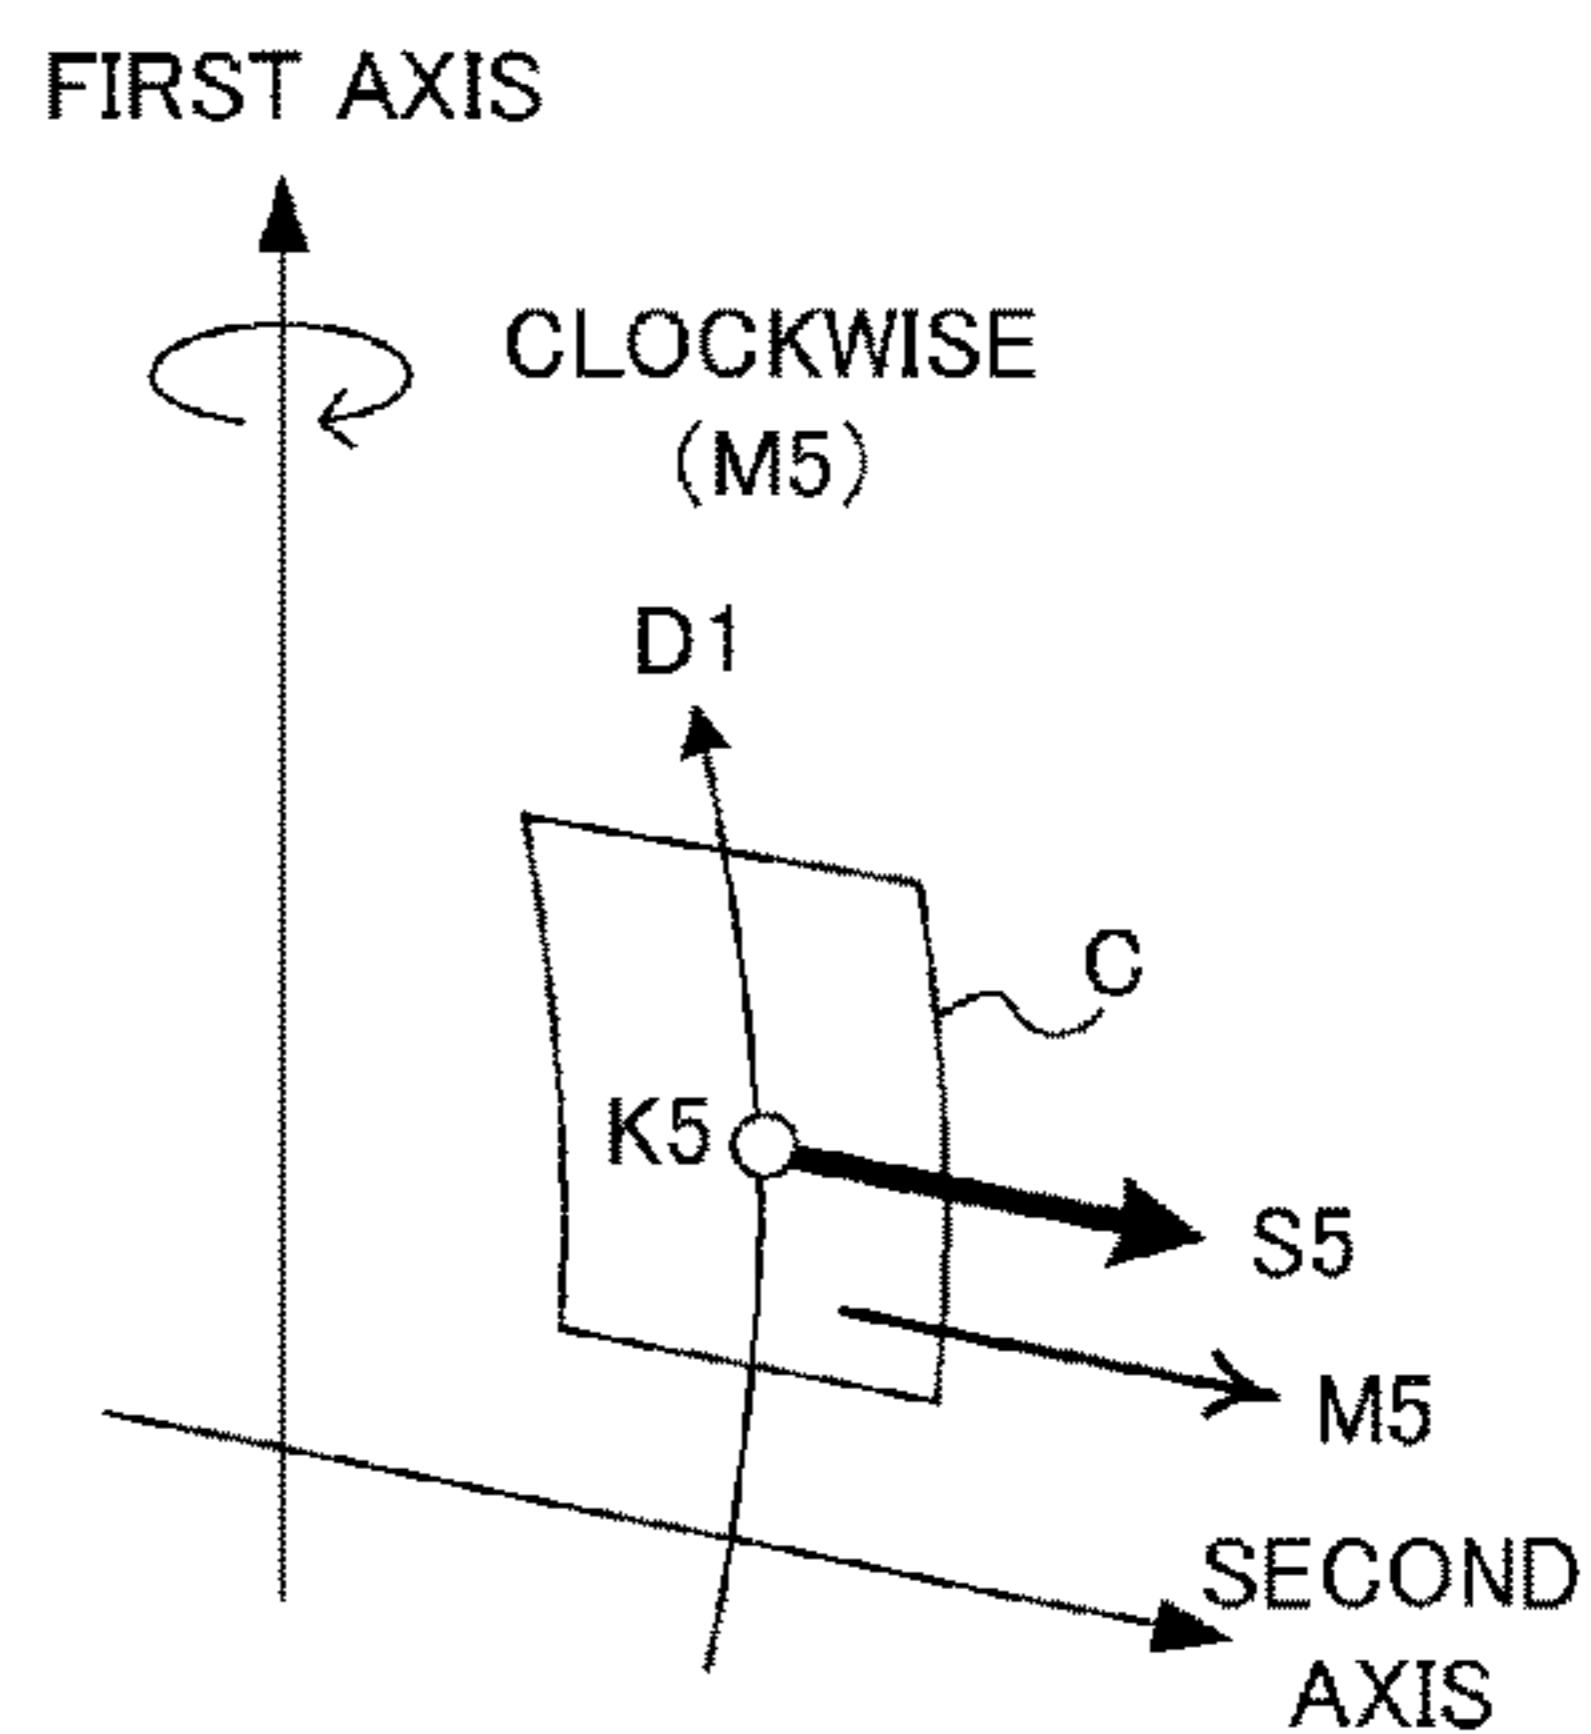 FIRST AXIS
CLOCKWISE
(M5)
D1
C
K5
S5
M5
SECOND
AXIS